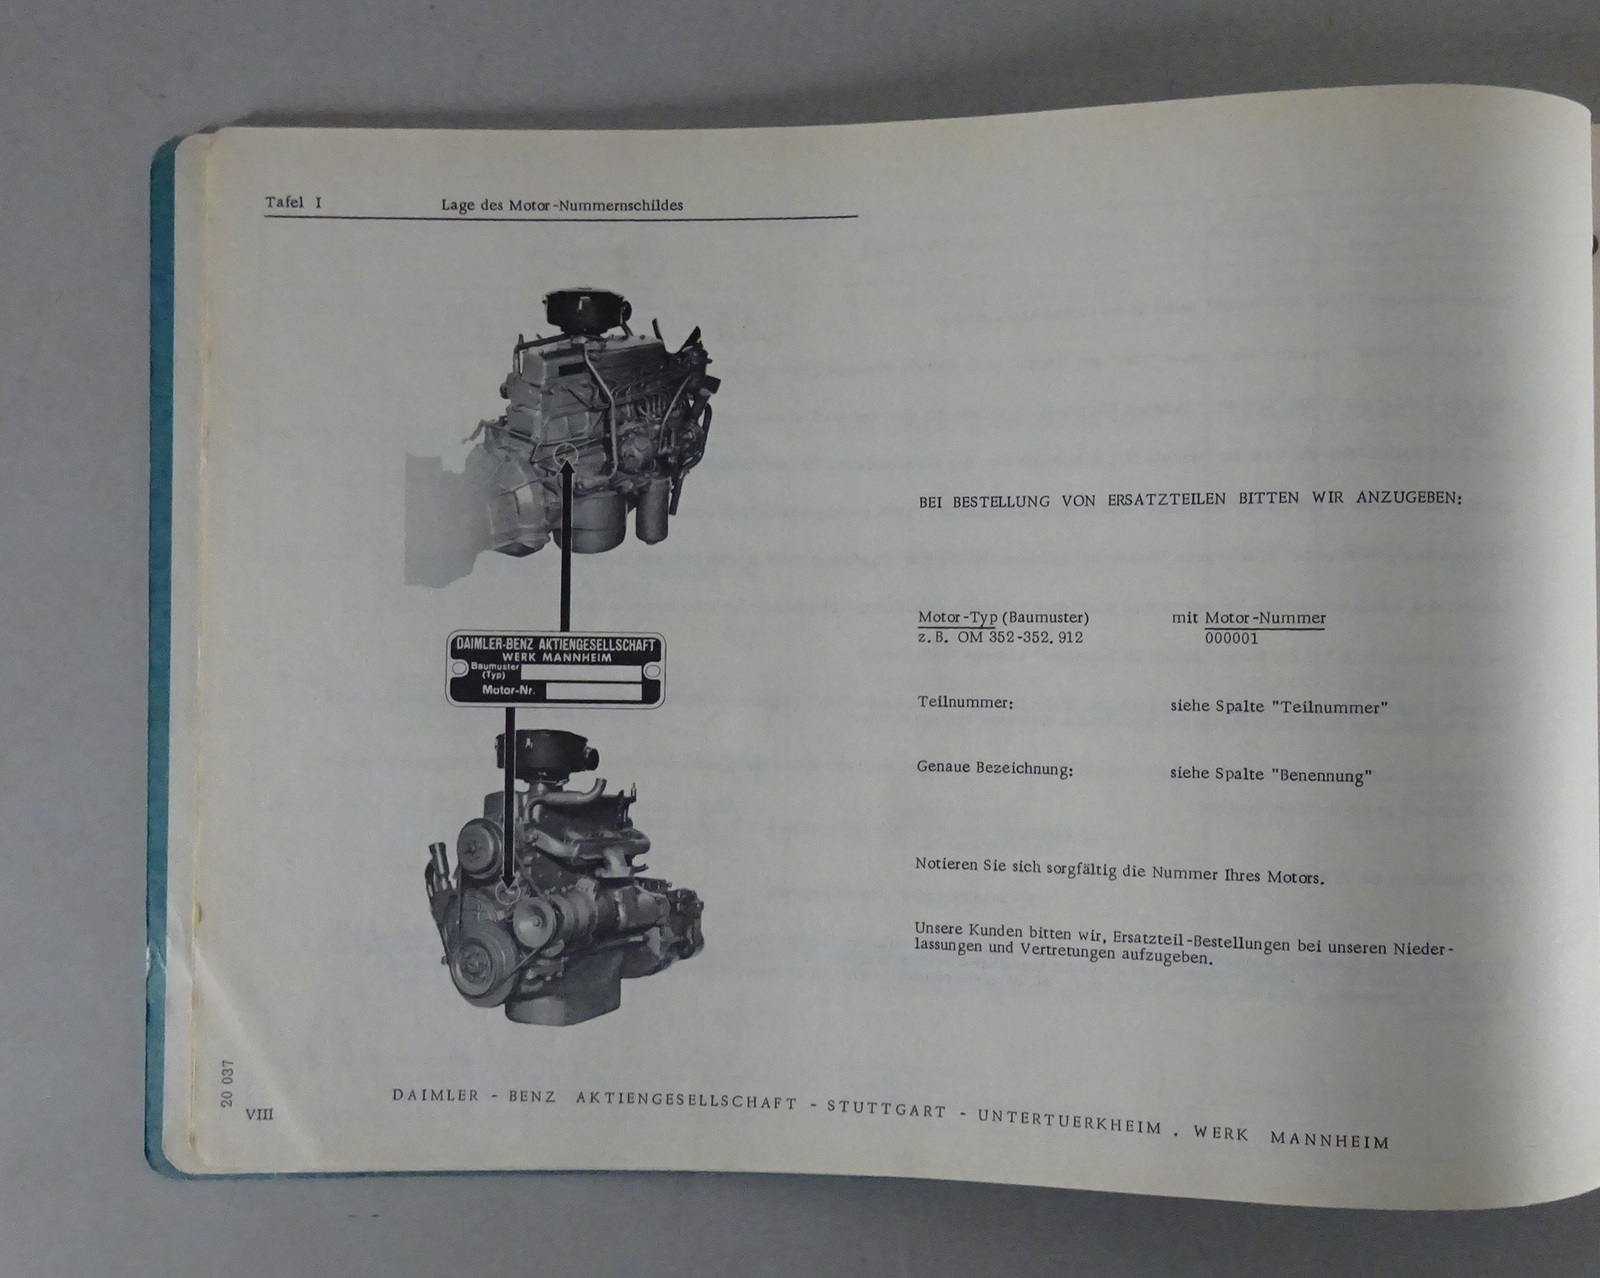 Tafel I Lage des Motor-Nummernschildes
DAIMLER-BENZ AKTIENGESELLSCHAFT
WERK MANNHEIM
Baumuster
(Typ)
Motor-Nr.
BEI BESTELLUNG VON ERSATZTEILEN BITTEN WIR ANZUGEBEN:
Motor-Typ (Baumuster) mit Motor-Nummer
z. B. OM 352-352. 912 000001
Teilnummer: siehe Spalte "Teilnummer"
Genaue Bezeichnung: siehe Spalte "Benennung"
Notieren Sie sich sorgfältig die Nummer Ihres Motors.
Unsere Kunden bitten wir, Ersatzteil-Bestellungen bei unseren Nieder-
lassungen und Vertretungen aufzugeben.
20 037
VIII
DAIMLER - BENZ AKTIENGESELLSCHAFT - STUTTGART - UNTERTUERKHEIM . WERK MANNHEIM